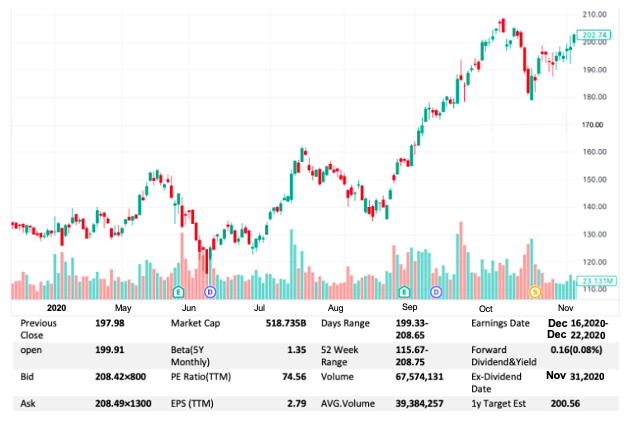 210.00
202.74
200.00
190.00
180.00
170.00
160.00
150.00
140.00
130.00
120.00
23.131M
110.00
E D E D S
2020 May Jun Jul Aug Sep Oct Nov
Previous Close 197.98 Market Cap 518.735B Days Range 199.33-208.65 Earnings Date Dec 16,2020-Dec 22,2020
open 199.91 Beta(5Y Monthly) 1.35 52 Week Range 115.67-208.75 Forward Dividend&Yield 0.16(0.08%)
Bid 208.42×800 PE Ratio(TTM) 74.56 Volume 67,574,131 Ex-Dividend Date Nov 31,2020
Ask 208.49×1300 EPS (TTM) 2.79 AVG.Volume 39,384,257 1y Target Est 200.56